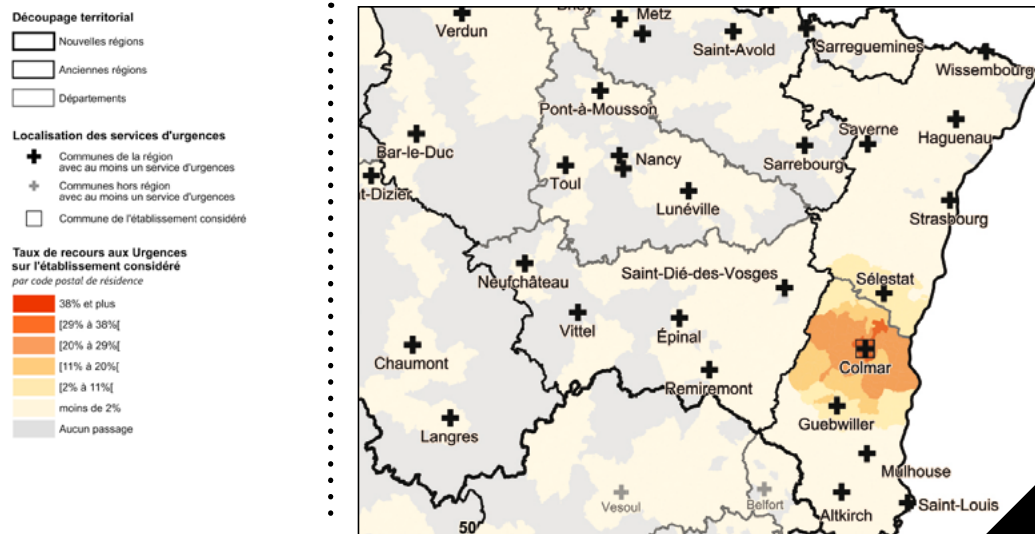 Découpage territorial
Nouvelles régions
Anciennes régions
Départements
Localisation des services d'urgences
Communes de la région
avec au moins un service d'urgences
Communes hors région
avec au moins un service d'urgences
Commune de l'établissement considéré
Taux de recours aux Urgences
sur l'établissement considéré
par code postal de résidence
38% et plus
[29% à 38%[
[20% à 29%[
[11% à 20%[
[2% à 11%[
moins de 2%
Aucun passage
Metz
Verdun
Saint-Avold
Sarreguemines
Wissembourg
Pont-à-Mousson
Haguenau
Bar-le-Duc
Saverne
Nancy
Sarrebourg
Toul
t-Dizier
Lunéville
Strasbourg
Saint-Dié-des-Vosges
Neufchâteau
Sélestat
Vittel
Épinal
Chaumont
Colmar
Remiremont
Guebwiller
Langres
Mulhouse
Vesoul
Belfort
Altkirch
Saint-Louis
50